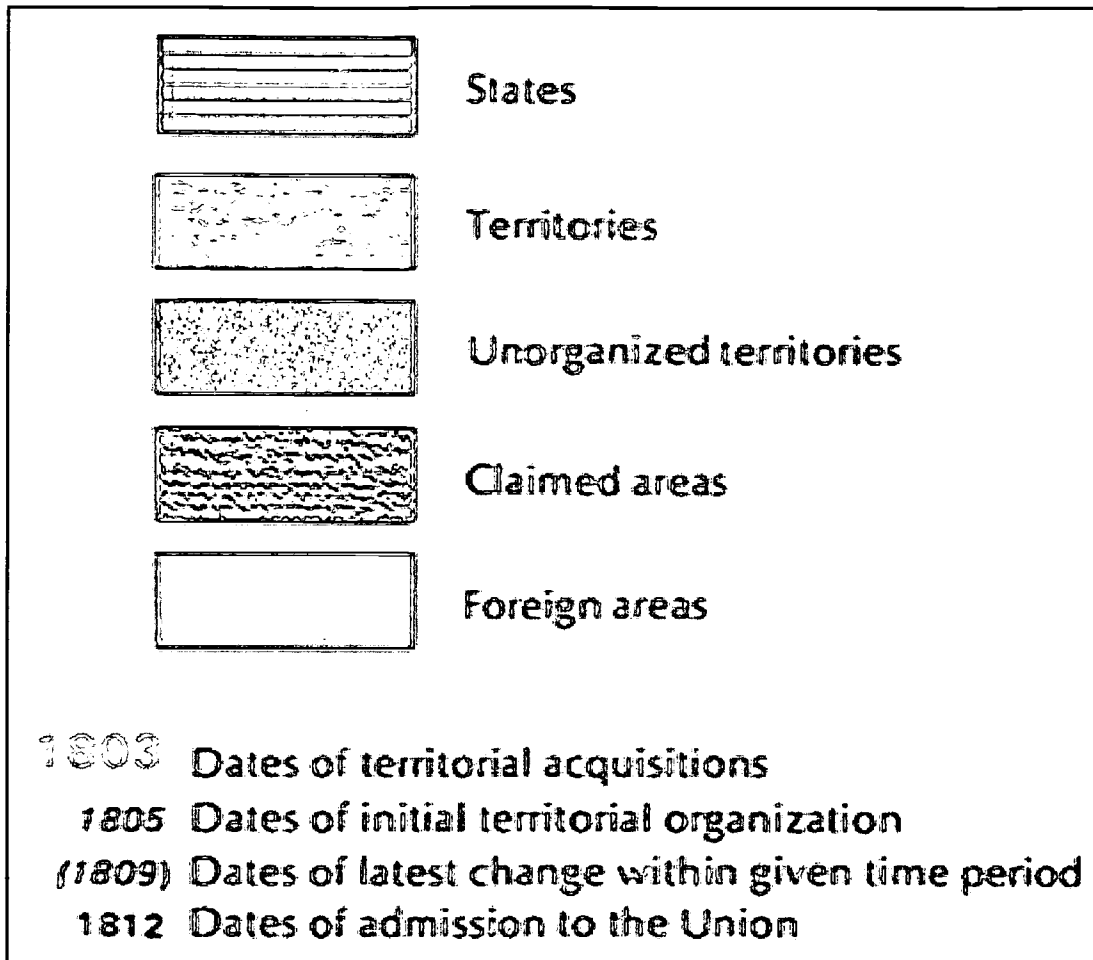 States
Territories
Unorganized territories
Claimed areas
Foreign areas
1803 Dates of territorial acquisitions
1805 Dates of initial territorial organization
(1809) Dates of latest change within given time period
1812 Dates of admission to the Union